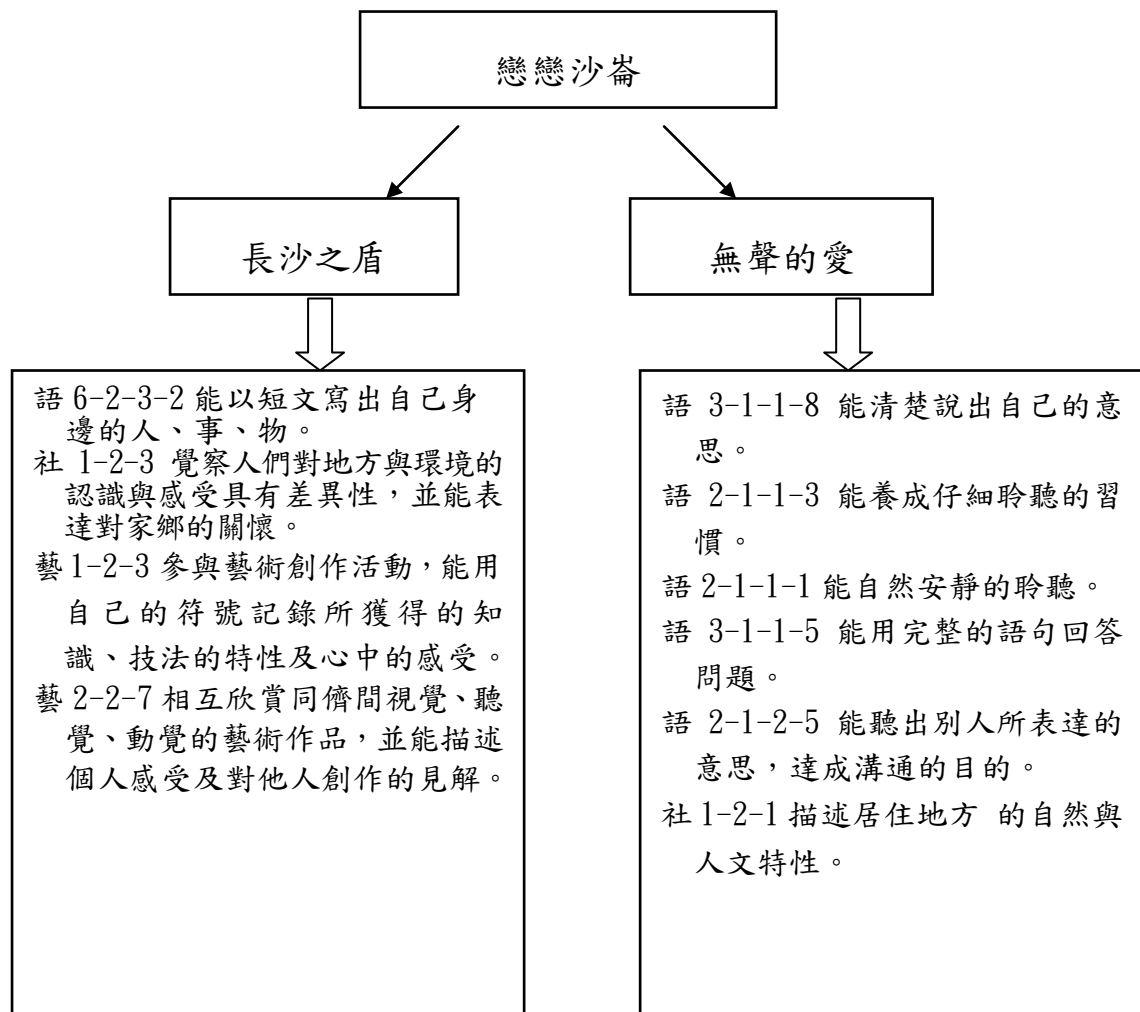 戀戀沙崙
長沙之盾
無聲的愛
語 6-2-3-2 能以短文寫出自己身
邊的人、事、物。
社 1-2-3 覺察人們對地方與環境的
認識與感受具有差異性，並能表
達對家鄉的關懷。
藝 1-2-3 參與藝術創作活動，能用
自己的符號記錄所獲得的知
識、技法的特性及心中的感受。
藝 2-2-7 相互欣賞同儕間視覺、聽
覺、動覺的藝術作品，並能描述
個人感受及對他人創作的見解。
語 3-1-1-8 能清楚說出自己的意
思。
語 2-1-1-3 能養成仔細聆聽的習
慣。
語 2-1-1-1 能自然安靜的聆聽。
語 3-1-1-5 能用完整的語句回答
問題。
語 2-1-2-5 能聽出別人所表達的
意思，達成溝通的目的。
社 1-2-1 描述居住地方 的自然與
人文特性。